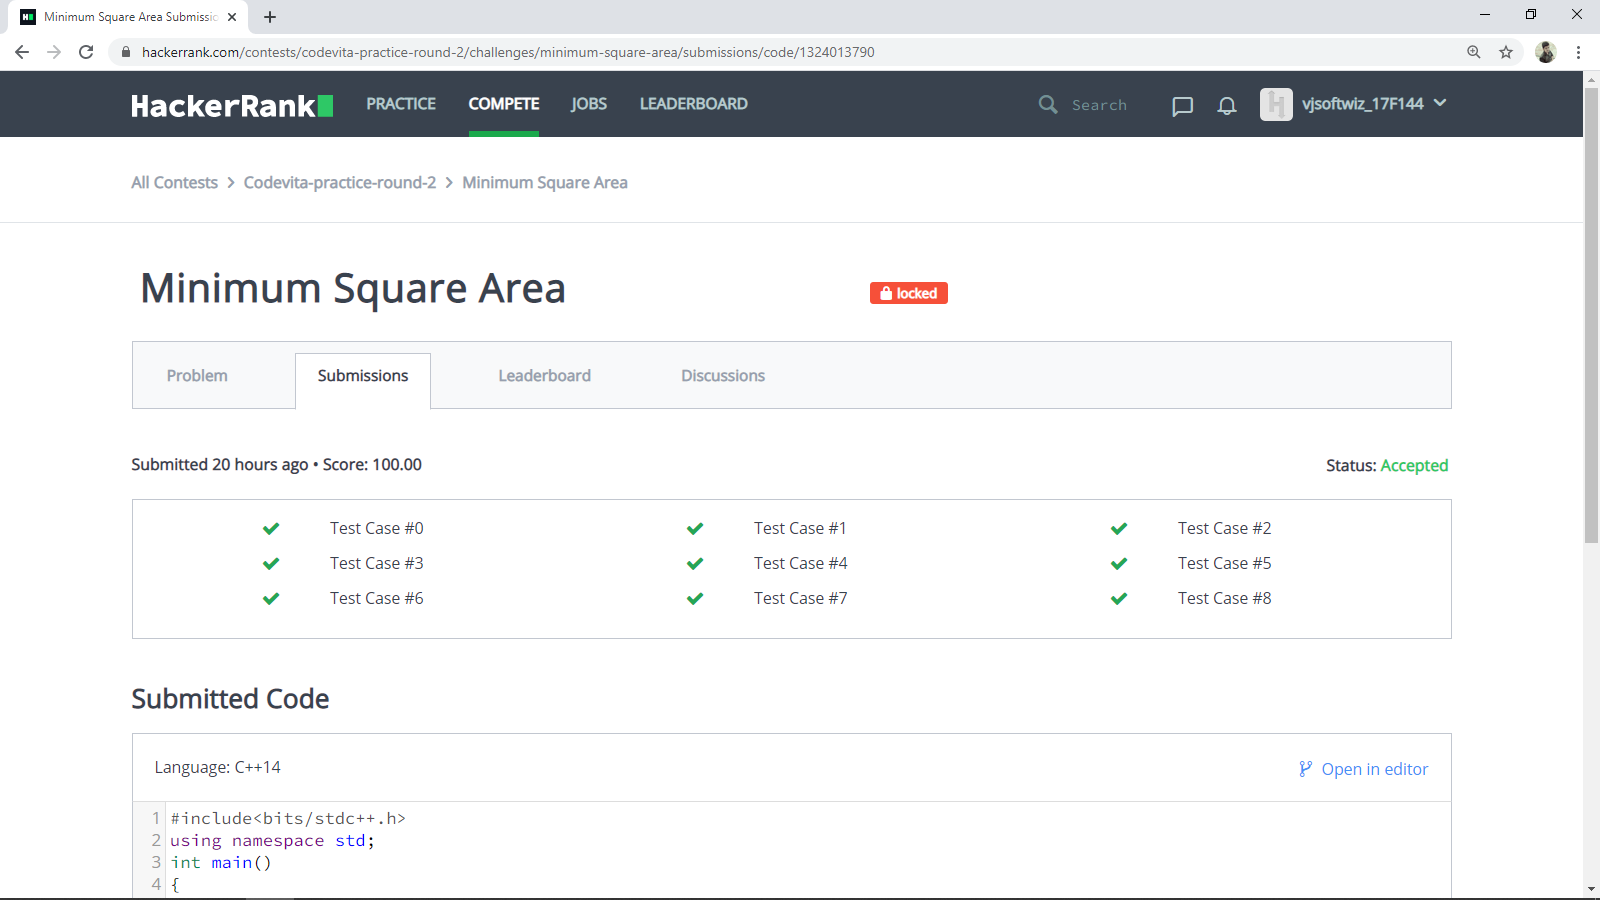 Minimum Square Area Submissio
hackerrank.com/contests/codevita-practice-round-2/challenges/minimum-square-area/submissions/code/1324013790
HackerRank PRACTICE COMPETE JOBS LEADERBOARD Search vjsoftwiz_17F144
All Contests > Codevita-practice-round-2 > Minimum Square Area
Minimum Square Area locked
Problem Submissions Leaderboard Discussions
Submitted 20 hours ago • Score: 100.00 Status: Accepted
Test Case #0 Test Case #1 Test Case #2
Test Case #3 Test Case #4 Test Case #5
Test Case #6 Test Case #7 Test Case #8
Submitted Code
Language: C++14 Open in editor
1 #include<bits/stdc++.h>
2 using namespace std;
3 int main()
4 {